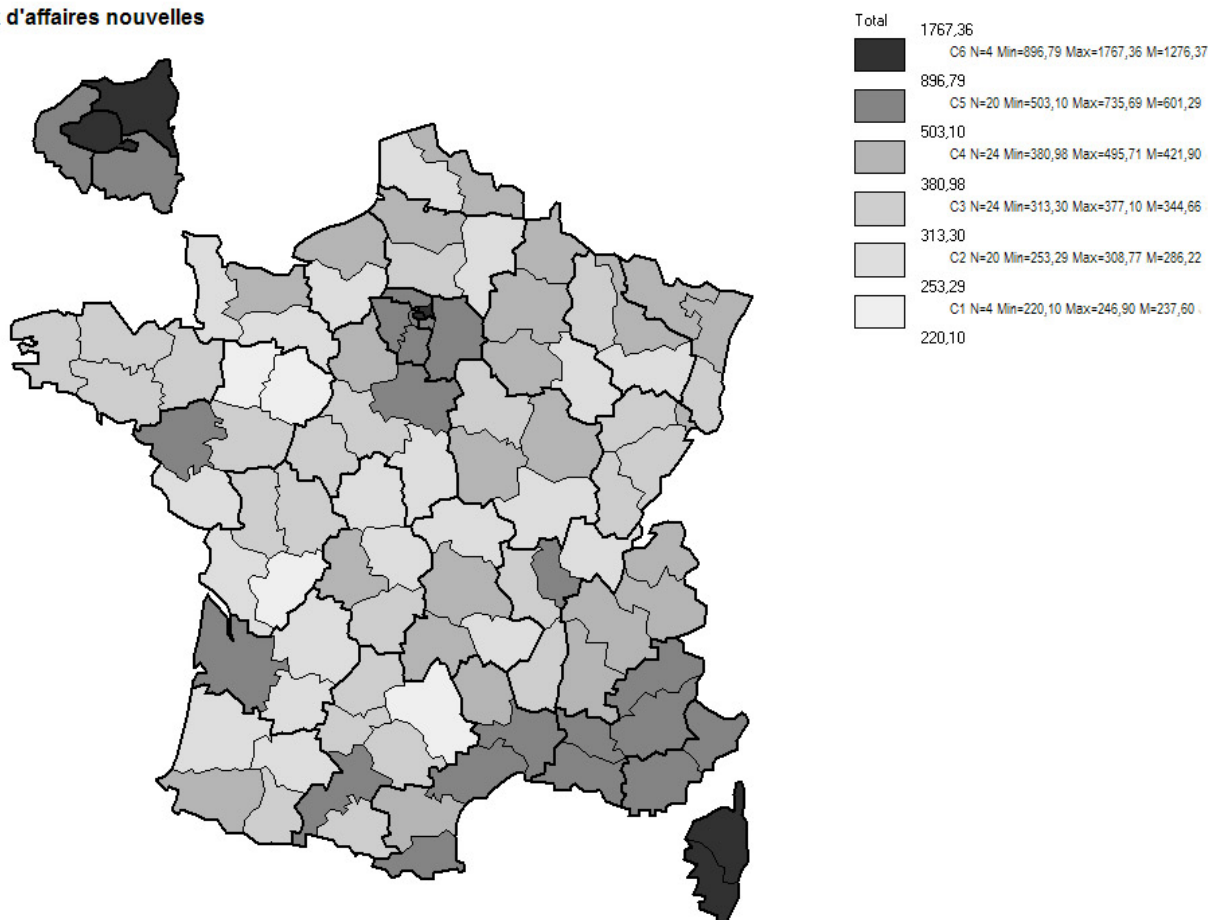 d'affaires nouvelles
Total
1767,36
C6 N=4 Min=896,79 Max=1767,36 M=1276,37
896,79
C5 N=20 Min=503,10 Max=735,69 M=601,29
503,10
C4 N=24 Min=380,98 Max=495,71 M=421,90
380,98
C3 N=24 Min=313,30 Max=377,10 M=344,66
313,30
C2 N=20 Min=253,29 Max=308,77 M=286,22
253,29
C1 N=4 Min=220,10 Max=246,90 M=237,60
220,10